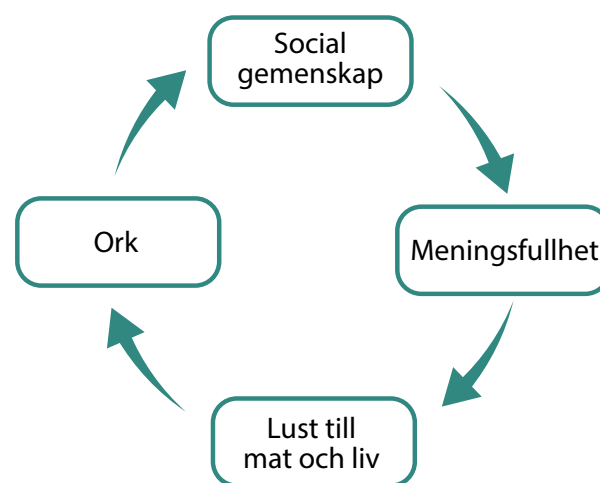 Social
gemenskap
Meningsfullhet
Lust till
mat och liv
Ork